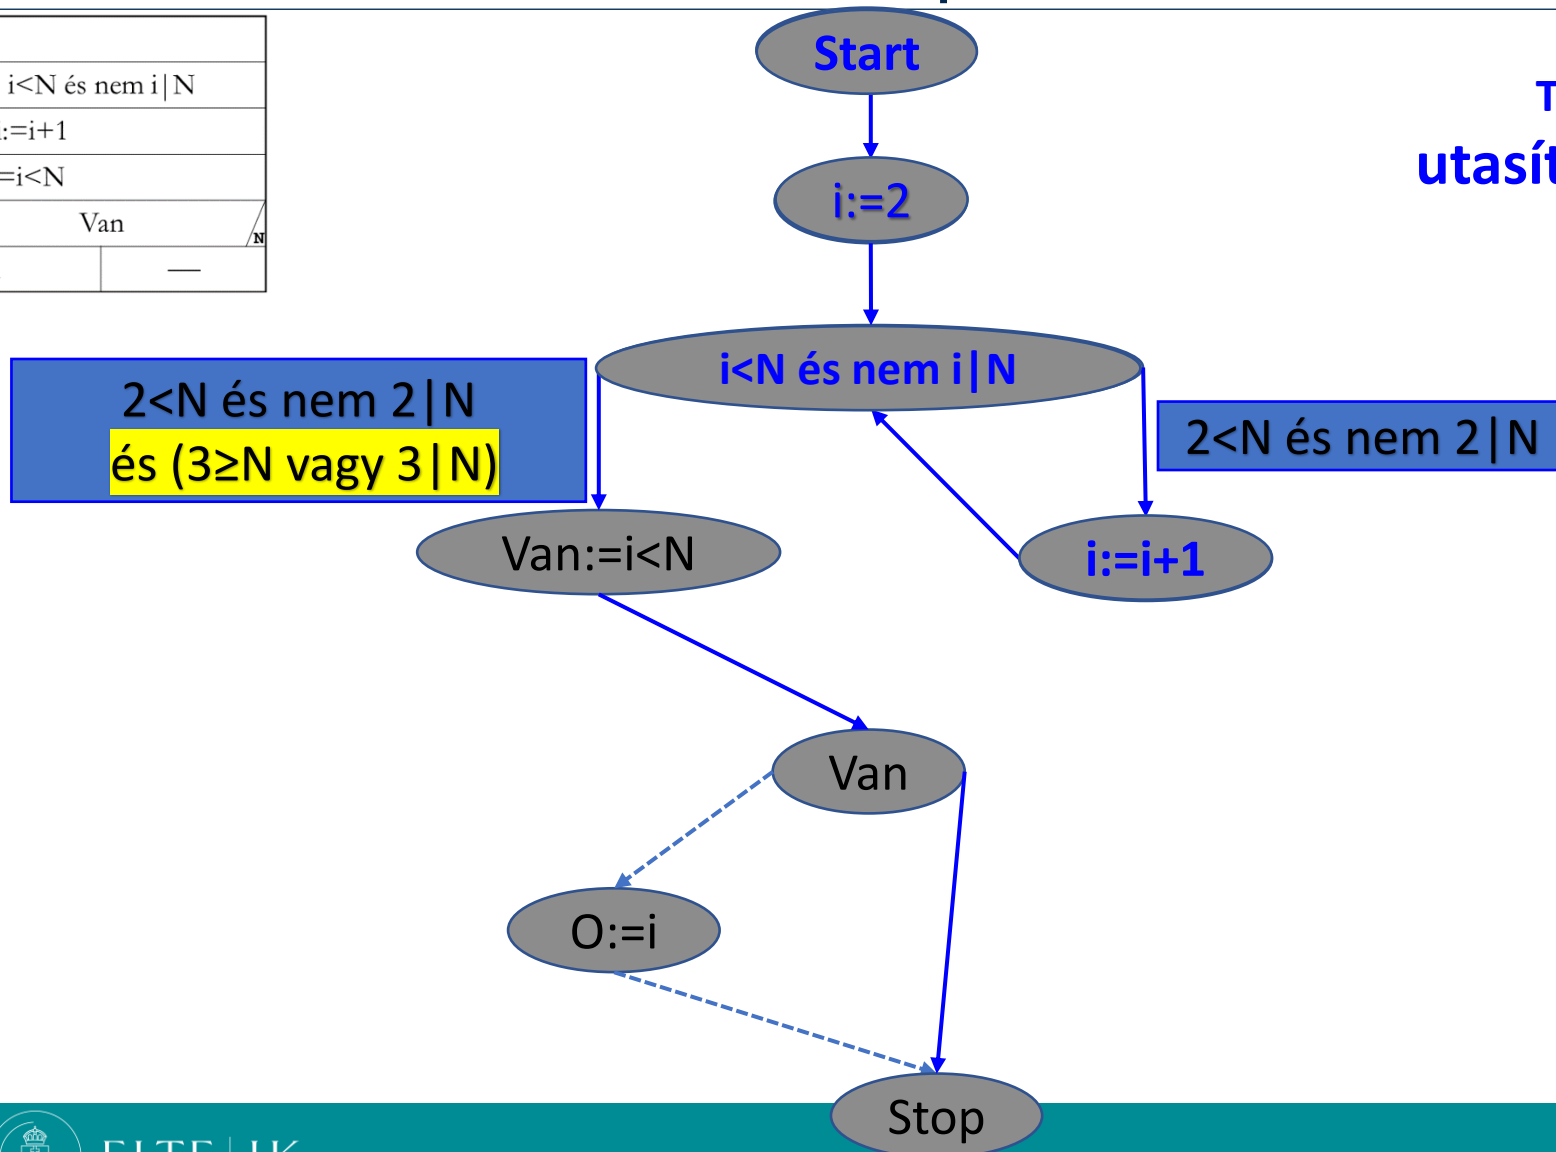 i<N és nem i|N
:=i+1
=i<N
Van
N
—
Start
i:=2
i<N és nem i|N
2<N és nem 2|N
és (3≥N vagy 3|N)
2<N és nem 2|N
Van:=i<N
i:=i+1
Van
O:=i
Stop
T
utasít